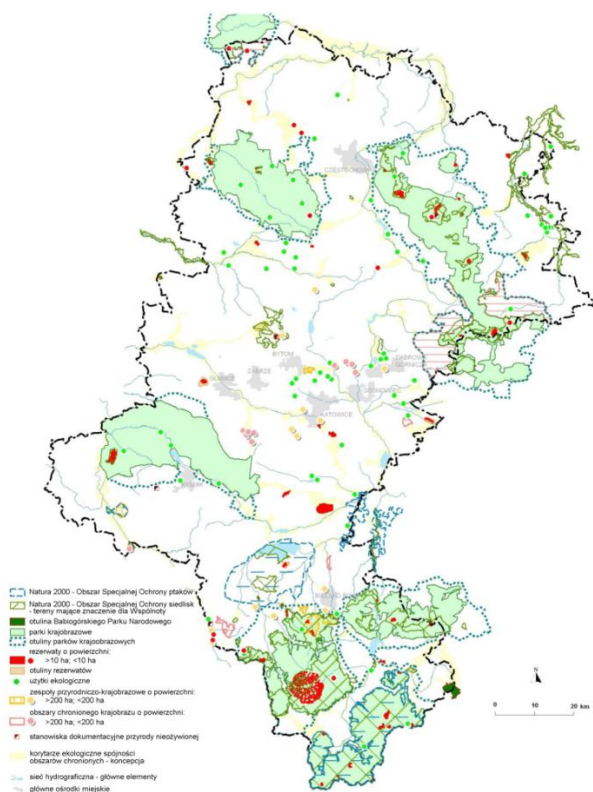 CZĘSTOCHOWA
BYTOM
DĄBROWA
GÓRNICZA
GLIWICE
ZABRZE
SOSNOWIEC
KATOWICE
BIELSKO
Natura 2000 - Obszar Specjalnej Ochrony ptaków
Natura 2000 - Obszar Specjalnej Ochrony siedlisk
- tereny mające znaczenie dla Wspólnoty
otulina Babiogórskiego Parku Narodowego
parki krajobrazowe
otuliny parków krajoobrazowych
rezerwaty o powierzchni:
>10 ha; <10 ha
otuliny rezerwatów
użytki ekologiczne
zespoły przyrodniczo-krajobrazowe o powierzchni:
>200 ha; <200 ha
obszary chronionego krajobrazu o powierzchni:
>200 ha; <200 ha
stanowiska dokumentacyjne przyrody nieożywionej
korytarze ekologiczne spójności
obszarów chronionych - koncepcja
sieć hydrograficzna - główne elementy
główne ośrodki miejskie
N
0
20 km